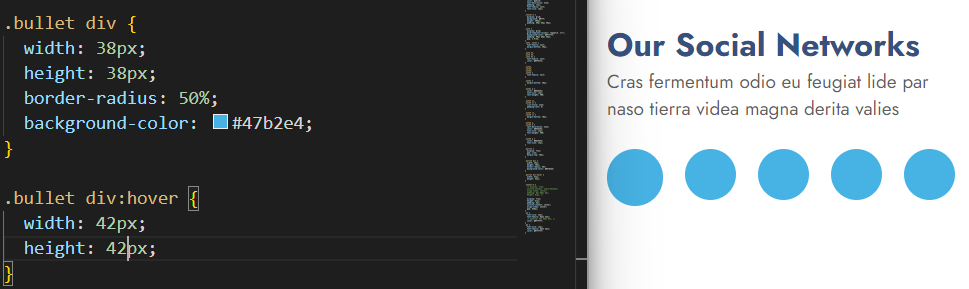 .bullet div {
  width: 38px;
  height: 38px;
  border-radius: 50%;
  background-color: #47b2e4;
}
.bullet div:hover {
  width: 42px;
  height: 42px;
}
Our Social Networks
Cras fermentum odio eu feugiat lide par
naso tierra videa magna derita valies